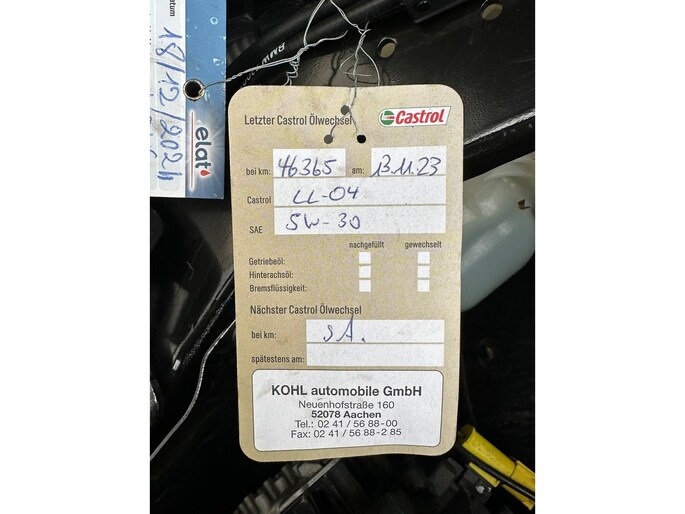 Datum
18/12/2024
elat
BMW
Letzter Castrol Ölwechsel
Castrol
bei km: 46365 am: 13.11.23
Castrol LL-04
SAE 5W-30
nachgefüllt gewechselt
Getriebeöl:
Hinterachsöl:
Bremsflüssigkeit:
Nächster Castrol Ölwechsel
bei km: s.A.
spätestens am:
KOHL automobile GmbH
Neuenhofstraße 160
52078 Aachen
Tel.: 02 41 / 56 88-00
Fax: 02 41 / 56 88-2 85